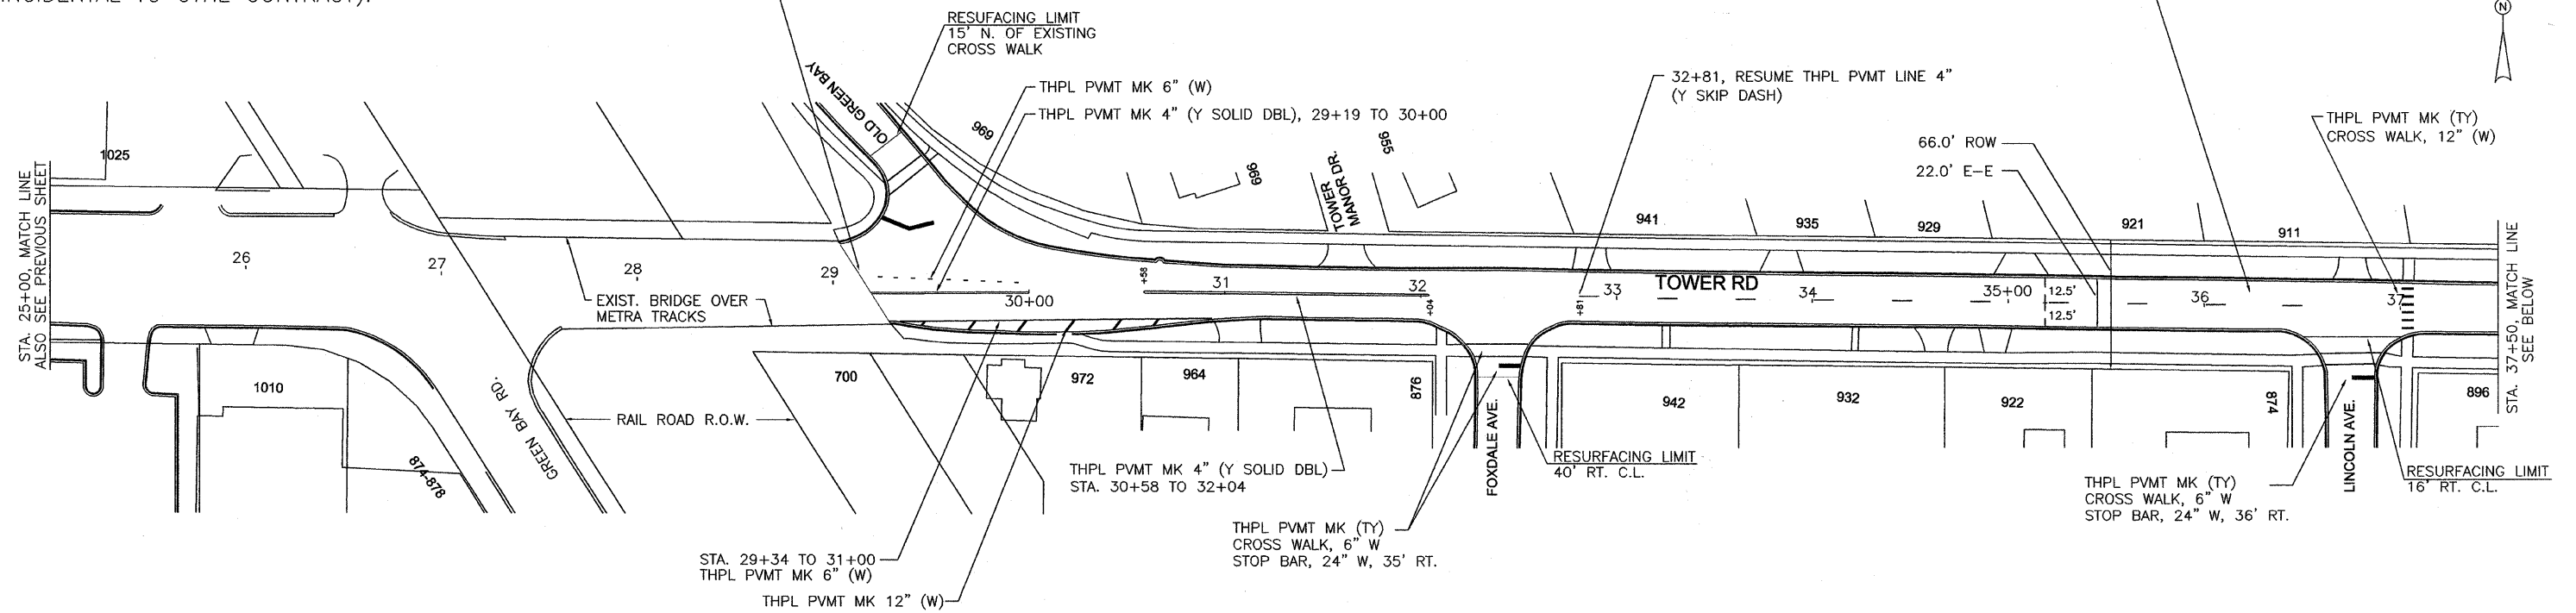 INCIDENTAL TO
RESUFACING LIMIT
15' N. OF EXISTING
CROSS WALK
N
OLD GREEN BAY
969
THPL PVMT MK 6" (W)
THPL PVMT MK 4" (Y SOLID DBL), 29+19 TO 30+00
32+81, RESUME THPL PVMT LINE 4"
(Y SKIP DASH)
THPL PVMT MK (TY)
CROSS WALK, 12" (W)
66.0' ROW
22.0' E-E
STA. 25+00, MATCH LINE
ALSO SEE PREVIOUS SHEET
1025
969
TOWER
MANOR DR.
955
941
935
929
921
911
26
27
28
29
30+00
+58
31
32
+04
+81
33
TOWER RD
34
35+00
12.5'
12.5'
36
37
STA. 37+50, MATCH LINE
SEE BELOW
EXIST. BRIDGE OVER
METRA TRACKS
1010
GREEN BAY RD.
874-878
RAIL ROAD R.O.W.
700
972
964
876
FOXDALE AVE.
942
932
922
874
LINCOLN AVE.
896
THPL PVMT MK 4" (Y SOLID DBL)
STA. 30+58 TO 32+04
RESURFACING LIMIT
40' RT. C.L.
THPL PVMT MK (TY)
CROSS WALK, 6" W
STOP BAR, 24" W, 36' RT.
RESURFACING LIMIT
16' RT. C.L.
THPL PVMT MK (TY)
CROSS WALK, 6" W
STOP BAR, 24" W, 35' RT.
STA. 29+34 TO 31+00
THPL PVMT MK 6" (W)
THPL PVMT MK 12" (W)